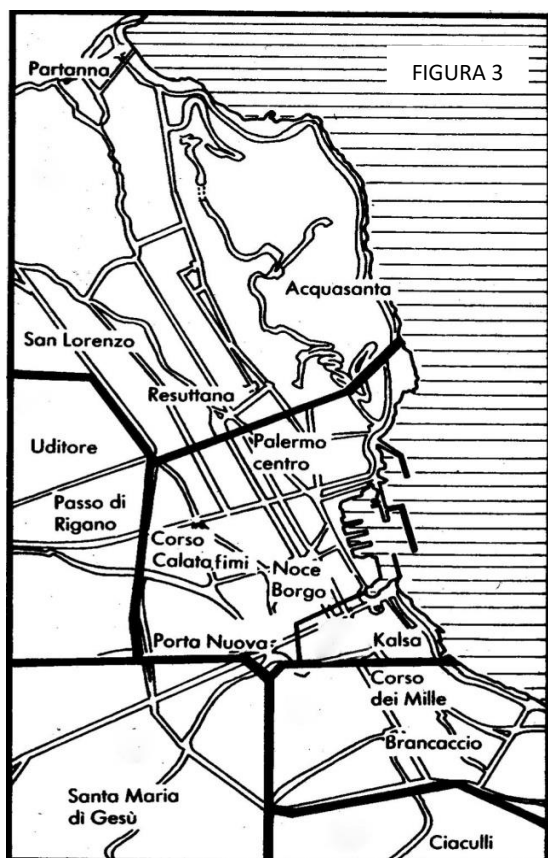 Partanna
FIGURA 3
Acquasanta
San Lorenzo
Resuttana
Uditore
Palermo
centro
Passo di
Rigano
Corso
Calatafimi
Noce
Borgo
Porta Nuova
Kalsa
Corso
dei Mille
Brancaccio
Santa Maria
di Gesù
Ciaculli